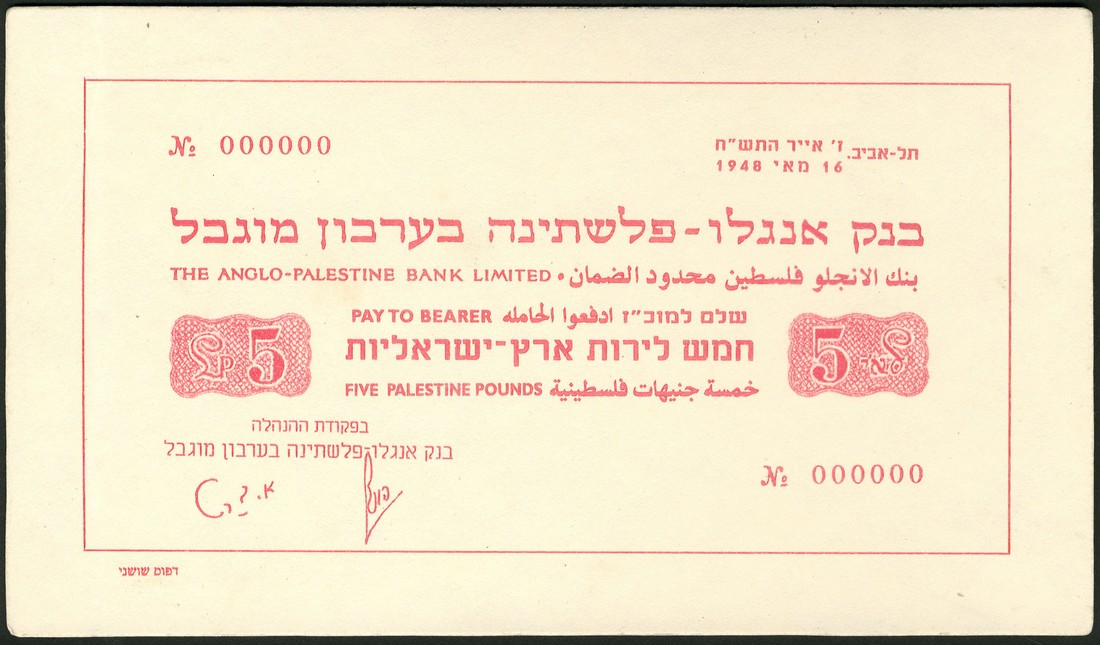 № 000000
תל-אביב. ז' אייר התש"ח
16 מאי 1948
בנק אנגלו-פלשתינה בערבון מוגבל
THE ANGLO-PALESTINE BANK LIMITED • بنك الانجلو فلسطين محدود الضمان
PAY TO BEARER ادفعوا لحامله שלם למוכ"ז
חמש לירות ארץ-ישראליות
FIVE PALESTINE POUNDS خمسة جنيهات فلسطينية
£P 5
5 לא"י
בפקודת ההנהלה
בנק אנגלו-פלשתינה בערבון מוגבל
№ 000000
דפוס שושני